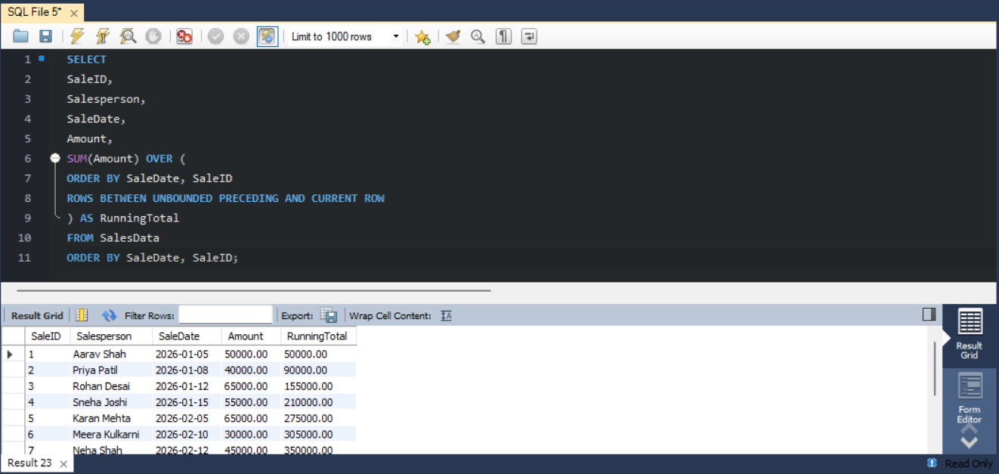 SQL File 5*
Limit to 1000 rows
1 SELECT
2 SaleID,
3 Salesperson,
4 SaleDate,
5 Amount,
6 SUM(Amount) OVER (
7 ORDER BY SaleDate, SaleID
8 ROWS BETWEEN UNBOUNDED PRECEDING AND CURRENT ROW
9 ) AS RunningTotal
10 FROM SalesData
11 ORDER BY SaleDate, SaleID;
Result Grid Filter Rows: Export: Wrap Cell Content: IA
SaleID Salesperson SaleDate Amount RunningTotal
1 Aarav Shah 2026-01-05 50000.00 50000.00
2 Priya Patil 2026-01-08 40000.00 90000.00
3 Rohan Desai 2026-01-12 65000.00 155000.00
4 Sneha Joshi 2026-01-15 55000.00 210000.00
5 Karan Mehta 2026-02-05 65000.00 275000.00
6 Meera Kulkarni 2026-02-10 30000.00 305000.00
7 Neha Shah 2026-02-12 45000.00 350000.00
Result
Grid
Form
Editor
Result 23
Read Only